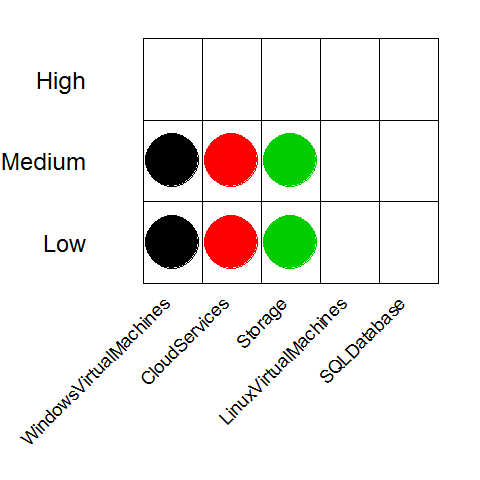 High
Medium
Low
WindowsVirtualMachines
CloudServices
Storage
LinuxVirtualMachines
SQLDatabase